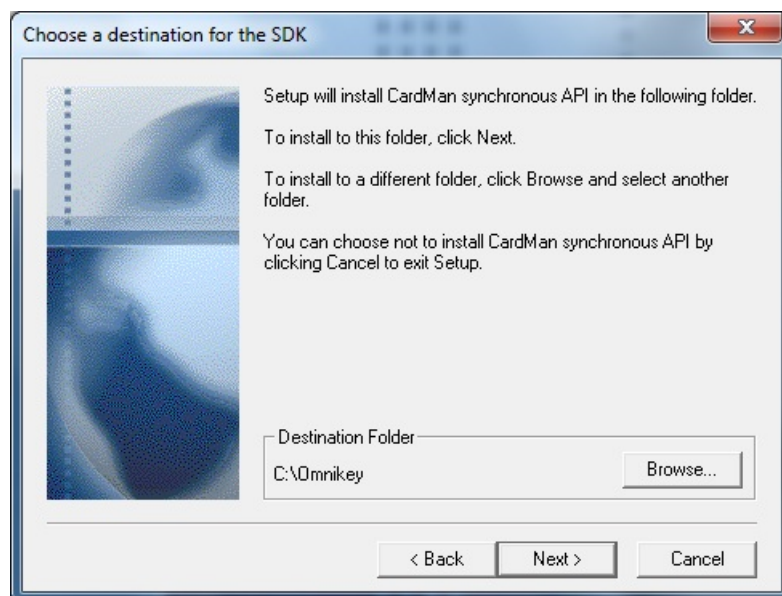 Choose a destination for the SDK
Setup will install CardMan synchronous API in the following folder.
To install to this folder, click Next.
To install to a different folder, click Browse and select another
folder.
You can choose not to install CardMan synchronous API by
clicking Cancel to exit Setup.
Destination Folder
C:\Omnikey
Browse...
< Back
Next >
Cancel